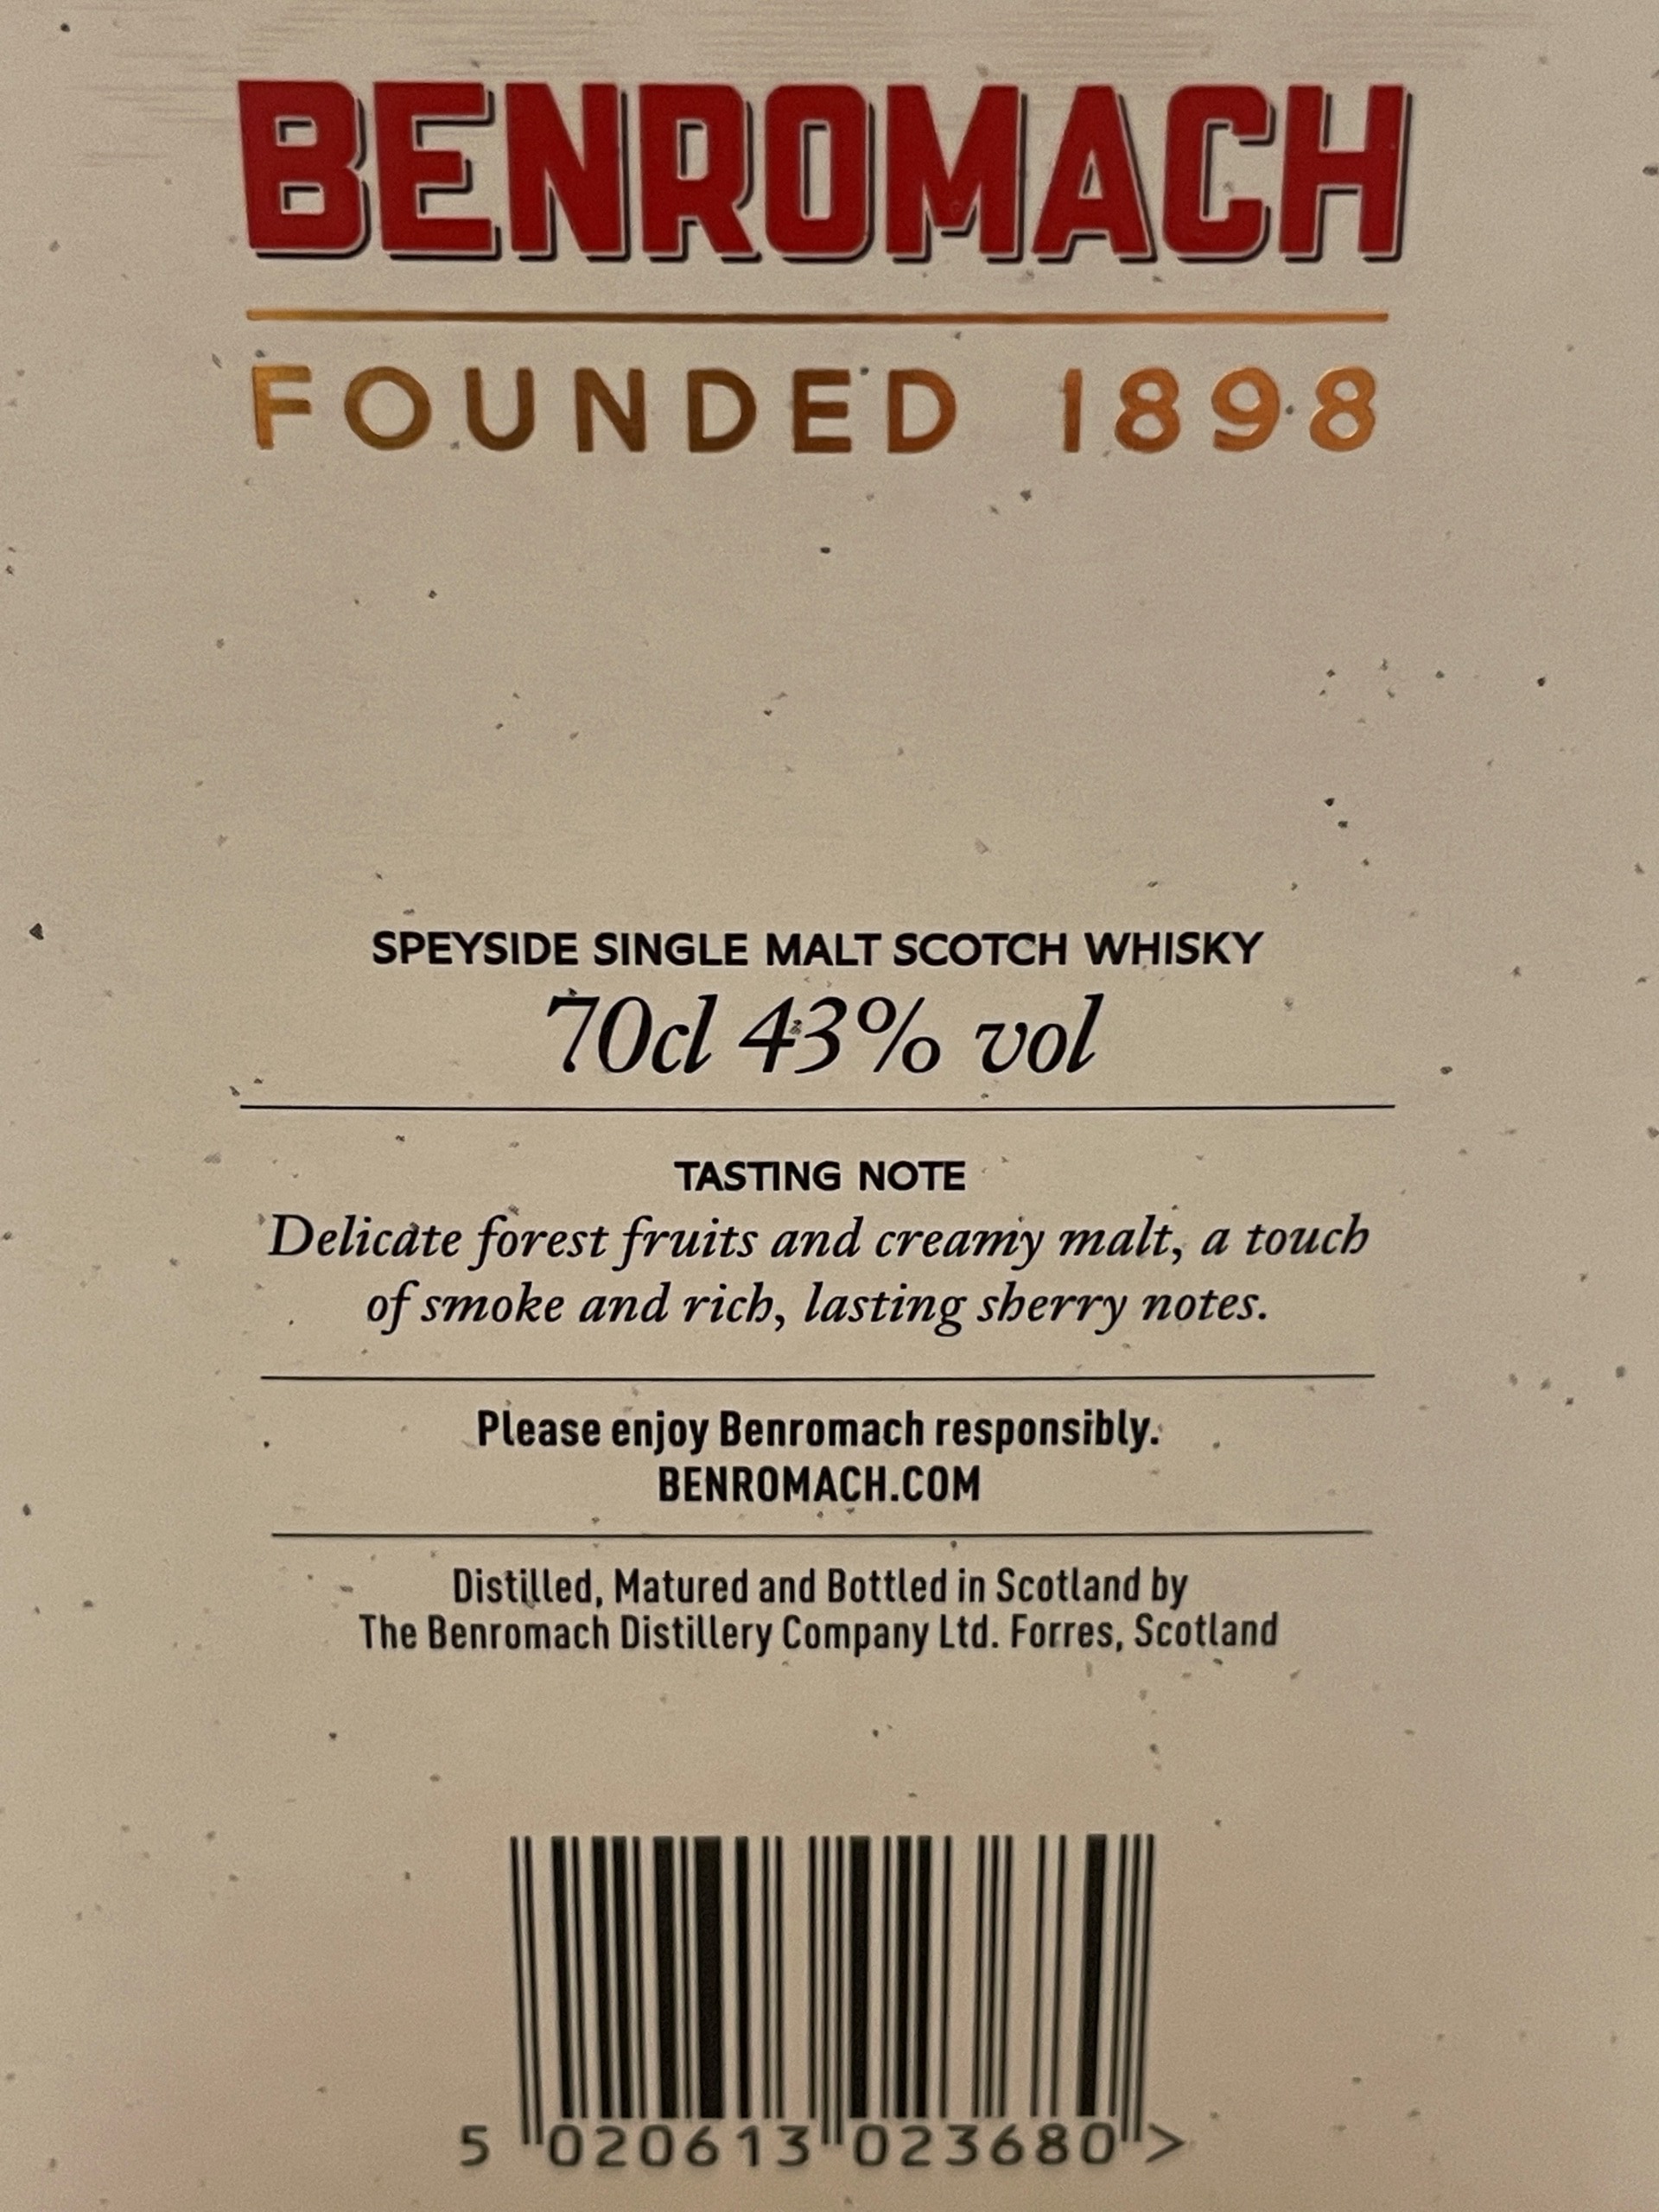 BENROMACH
FOUNDED 1898
SPEYSIDE SINGLE MALT SCOTCH WHISKY
70cl 43% vol
TASTING NOTE
Delicate forest fruits and creamy malt, a touch
of smoke and rich, lasting sherry notes.
Please enjoy Benromach responsibly.
BENROMACH.COM
Distilled, Matured and Bottled in Scotland by
The Benromach Distillery Company Ltd. Forres, Scotland
5 020613 023680 >